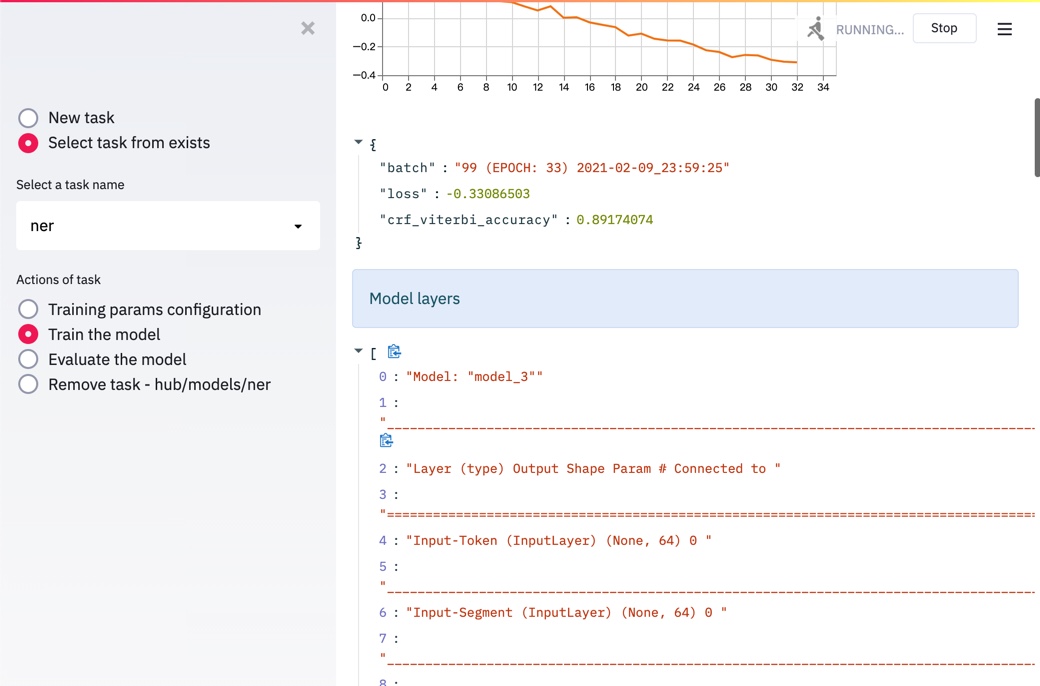 0.0
−0.2
−0.4
0 2 4 6 8 10 12 14 16 18 20 22 24 26 28 30 32 34
RUNNING...
Stop
New task
Select task from exists
Select a task name
ner
Actions of task
Training params configuration
Train the model
Evaluate the model
Remove task - hub/models/ner
{
"batch" : "99 (EPOCH: 33) 2021-02-09_23:59:25"
"loss" : -0.33086503
"crf_viterbi_accuracy" : 0.89174074
}
Model layers
[
0 : "Model: "model_3""
1 :
"__________________________________________________________________________________
2 : "Layer (type) Output Shape Param # Connected to "
3 :
"==================================================================================
4 : "Input-Token (InputLayer) (None, 64) 0 "
5 :
"__________________________________________________________________________________
6 : "Input-Segment (InputLayer) (None, 64) 0 "
7 :
"__________________________________________________________________________________
8 :